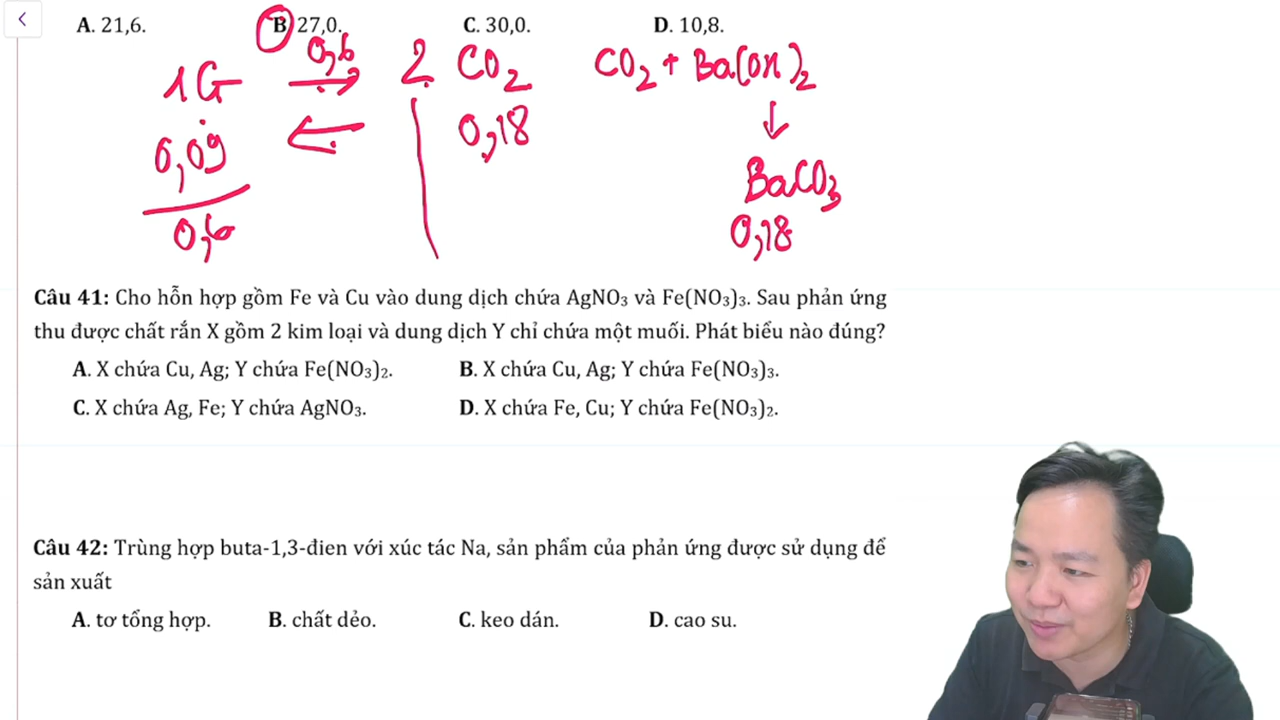 A. 21,6. B. 27,0. C. 30,0. D. 10,8.
1G 0,6 2 CO₂ CO₂ + Ba(OH)₂
0,09 0,18
BaCO₃
0,6 0,18
Câu 41: Cho hỗn hợp gồm Fe và Cu vào dung dịch chứa AgNO₃ và Fe(NO₃)₃. Sau phản ứng
thu được chất rắn X gồm 2 kim loại và dung dịch Y chỉ chứa một muối. Phát biểu nào đúng?
A. X chứa Cu, Ag; Y chứa Fe(NO₃)₂. B. X chứa Cu, Ag; Y chứa Fe(NO₃)₃.
C. X chứa Ag, Fe; Y chứa AgNO₃. D. X chứa Fe, Cu; Y chứa Fe(NO₃)₂.
Câu 42: Trùng hợp buta-1,3-đien với xúc tác Na, sản phẩm của phản ứng được sử dụng để
sản xuất
A. tơ tổng hợp. B. chất dẻo. C. keo dán. D. cao su.